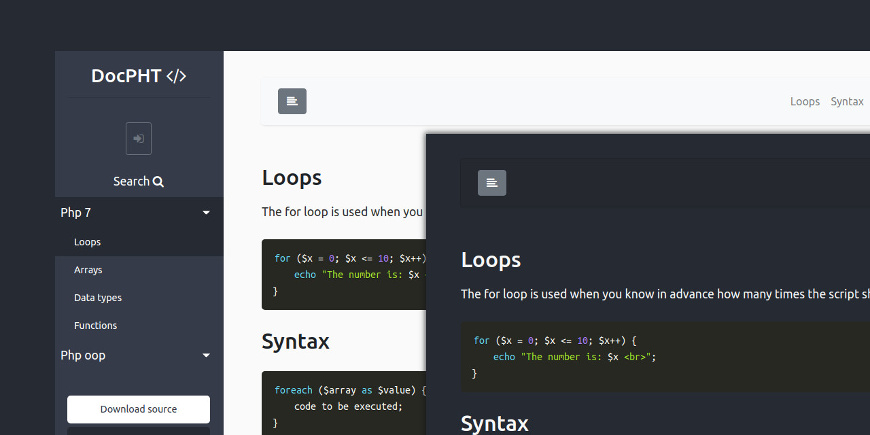 DocPHT </>
Search
Php 7
Loops
Arrays
Data types
Functions
Php oop
Download source
Loops Syntax
Loops
The for loop is used when you
for ($x = 0; $x <= 10; $x++)
echo "The number is: $x
}
Syntax
foreach ($array as $value) {
code to be executed;
}
Loops
The for loop is used when you know in advance how many times the script sh
for ($x = 0; $x <= 10; $x++) {
echo "The number is: $x <br>";
}
Syntax